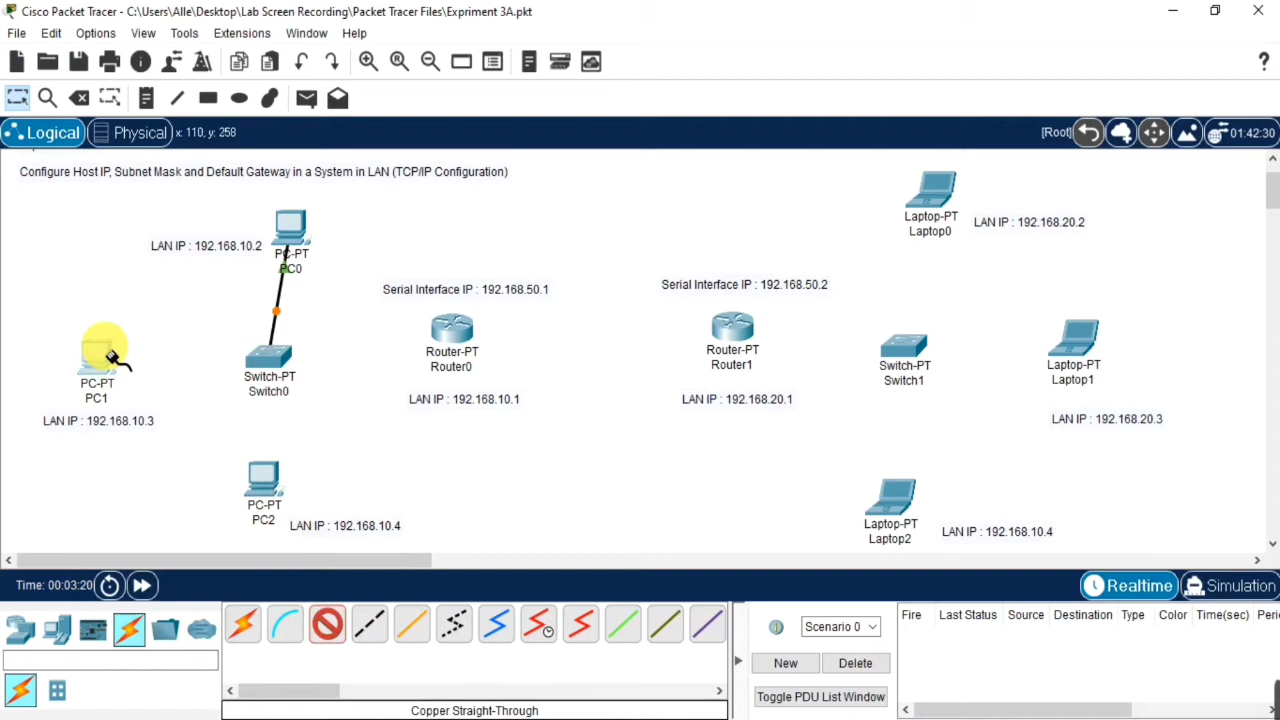 Cisco Packet Tracer - C:\Users\Alle\Desktop\Lab Screen Recording\Packet Tracer Files\Expriment 3A.pkt
File Edit Options View Tools Extensions Window Help
Logical Physical x: 110, y: 258 [Root] 01:42:30
Configure Host IP, Subnet Mask and Default Gateway in a System in LAN (TCP/IP Configuration)
Laptop-PT
Laptop0
LAN IP : 192.168.20.2
LAN IP : 192.168.10.2
PC-PT
PC0
Serial Interface IP : 192.168.50.1
Serial Interface IP : 192.168.50.2
PC-PT
PC1
Switch-PT
Switch0
Router-PT
Router0
Router-PT
Router1
Switch-PT
Switch1
Laptop-PT
Laptop1
LAN IP : 192.168.10.3
LAN IP : 192.168.10.1
LAN IP : 192.168.20.1
LAN IP : 192.168.20.3
PC-PT
PC2
LAN IP : 192.168.10.4
Laptop-PT
Laptop2
LAN IP : 192.168.10.4
Time: 00:03:20 Realtime Simulation
Scenario 0
New Delete
Toggle PDU List Window
Fire Last Status Source Destination Type Color Time(sec) Peri
Copper Straight-Through